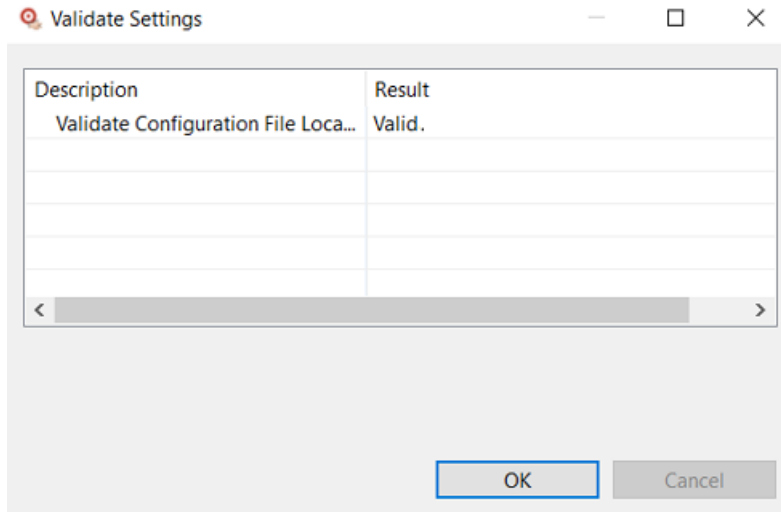 Validate Settings
Description Result
Validate Configuration File Loca... Valid.
OK Cancel